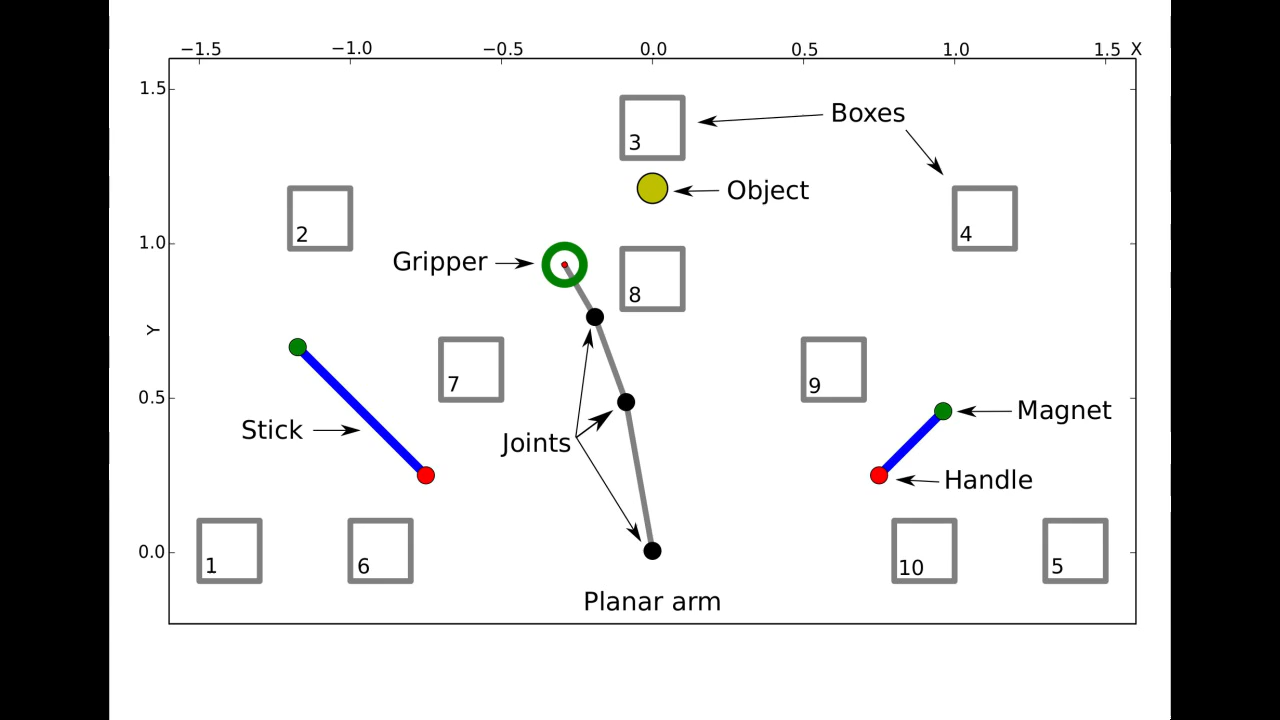 −1.5 −1.0 −0.5 0.0 0.5 1.0 1.5 X
1.5
Boxes
3
Object
2
4
1.0
Gripper
8
Y
7
9
0.5
Magnet
Stick
Joints
Handle
0.0
1
6
10
5
Planar arm